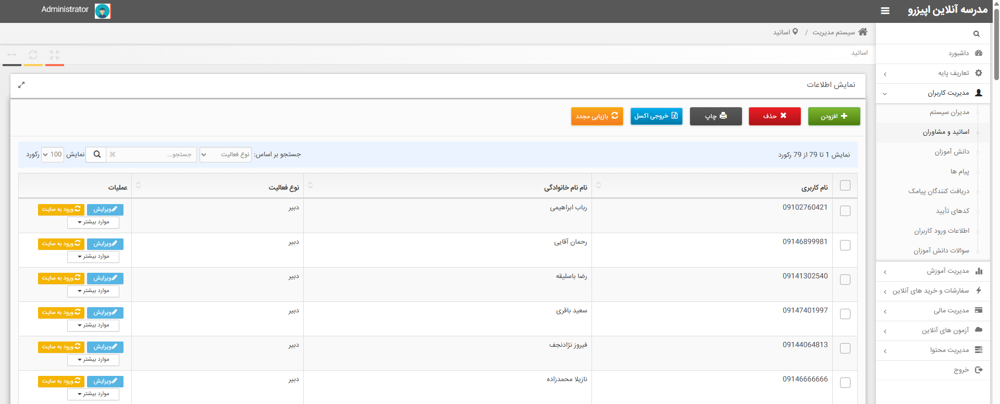 مدرسه آنلاین اپیزرو
Administrator
سیستم مدیریت / اساتید
اساتید
داشبورد
تعاریف پایه
مدیریت کاربران
مدیران سیستم
اساتید و مشاوران
دانش آموزان
پیام ها
دریافت کنندگان پیامک
کدهای تأیید
اطلاعات ورود کاربران
سوالات دانش آموزان
مدیریت آموزش
سفارشات و خرید های آنلاین
مدیریت مالی
آزمون های آنلاین
مدیریت محتوا
خروج
نمایش اطلاعات
افزودن حذف چاپ خروجی اکسل بازیابی مجدد
نمایش 1 تا 79 از 79 رکورد
جستجو بر اساس: نوع فعالیت جستجو... نمایش 100 رکورد
نام کاربری نام نام خانوادگی نوع فعالیت عملیات
09102760421 رباب ابراهیمی دبیر ویرایش ورود به سایت
موارد بیشتر
09146899981 رحمان آقایی دبیر ویرایش ورود به سایت
موارد بیشتر
09141302540 رضا باسلیقه دبیر ویرایش ورود به سایت
موارد بیشتر
09147401997 سعید باقری دبیر ویرایش ورود به سایت
موارد بیشتر
09144064813 فیروز نژادنجف دبیر ویرایش ورود به سایت
موارد بیشتر
09146666666 نازیلا محمدزاده دبیر ویرایش ورود به سایت
موارد بیشتر